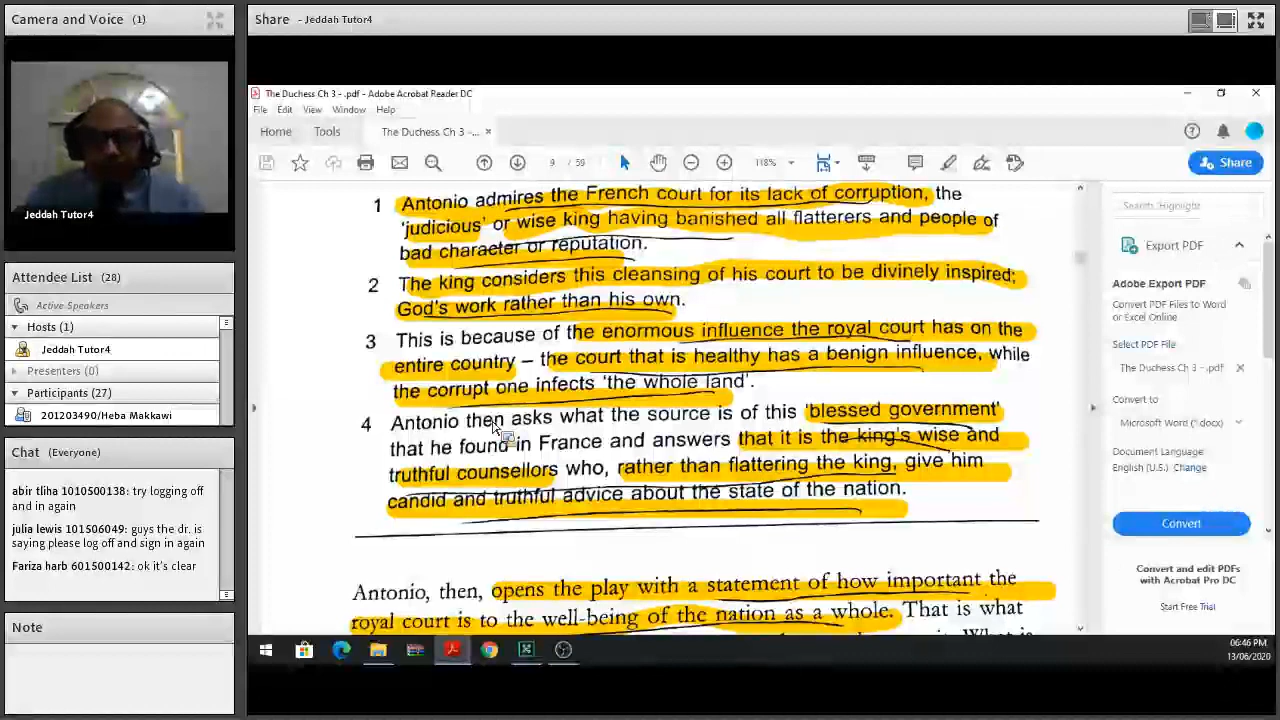 Camera and Voice (1)
Jeddah Tutor4
Attendee List (28)
Active Speakers
Hosts (1)
Jeddah Tutor4
Presenters (0)
Participants (27)
201203490/Heba Makkawi
Chat (Everyone)
abir tliha 1010500138: try logging off
and in again
julia lewis 101506049: guys the dr. is
saying please log off and sign in again
Fariza harb 601500142: ok it's clear
Note
Share - Jeddah Tutor4
The Duchess Ch 3 - .pdf - Adobe Acrobat Reader DC
File Edit View Window Help
Home Tools The Duchess Ch 3 -... ×
9 / 59 118% Share
1 Antonio admires the French court for its lack of corruption, the
'judicious' or wise king having banished all flatterers and people of
bad character or reputation.
2 The king considers this cleansing of his court to be divinely inspired;
God's work rather than his own.
3 This is because of the enormous influence the royal court has on the
entire country – the court that is healthy has a benign influence, while
the corrupt one infects 'the whole land'.
4 Antonio then asks what the source is of this 'blessed government'
that he found in France and answers that it is the king's wise and
truthful counsellors who, rather than flattering the king, give him
candid and truthful advice about the state of the nation.
Antonio, then, opens the play with a statement of how important the
royal court is to the well-being of the nation as a whole. That is what
Export PDF
Adobe Export PDF
Convert PDF Files to Word
or Excel Online
Select PDF File
The Duchess Ch 3 -.pdf
Convert to
Microsoft Word (*.docx)
Document Language:
English (U.S.) Change
Convert
Convert and edit PDFs
with Acrobat Pro DC
Start Free Trial
06:46 PM
13/06/2020